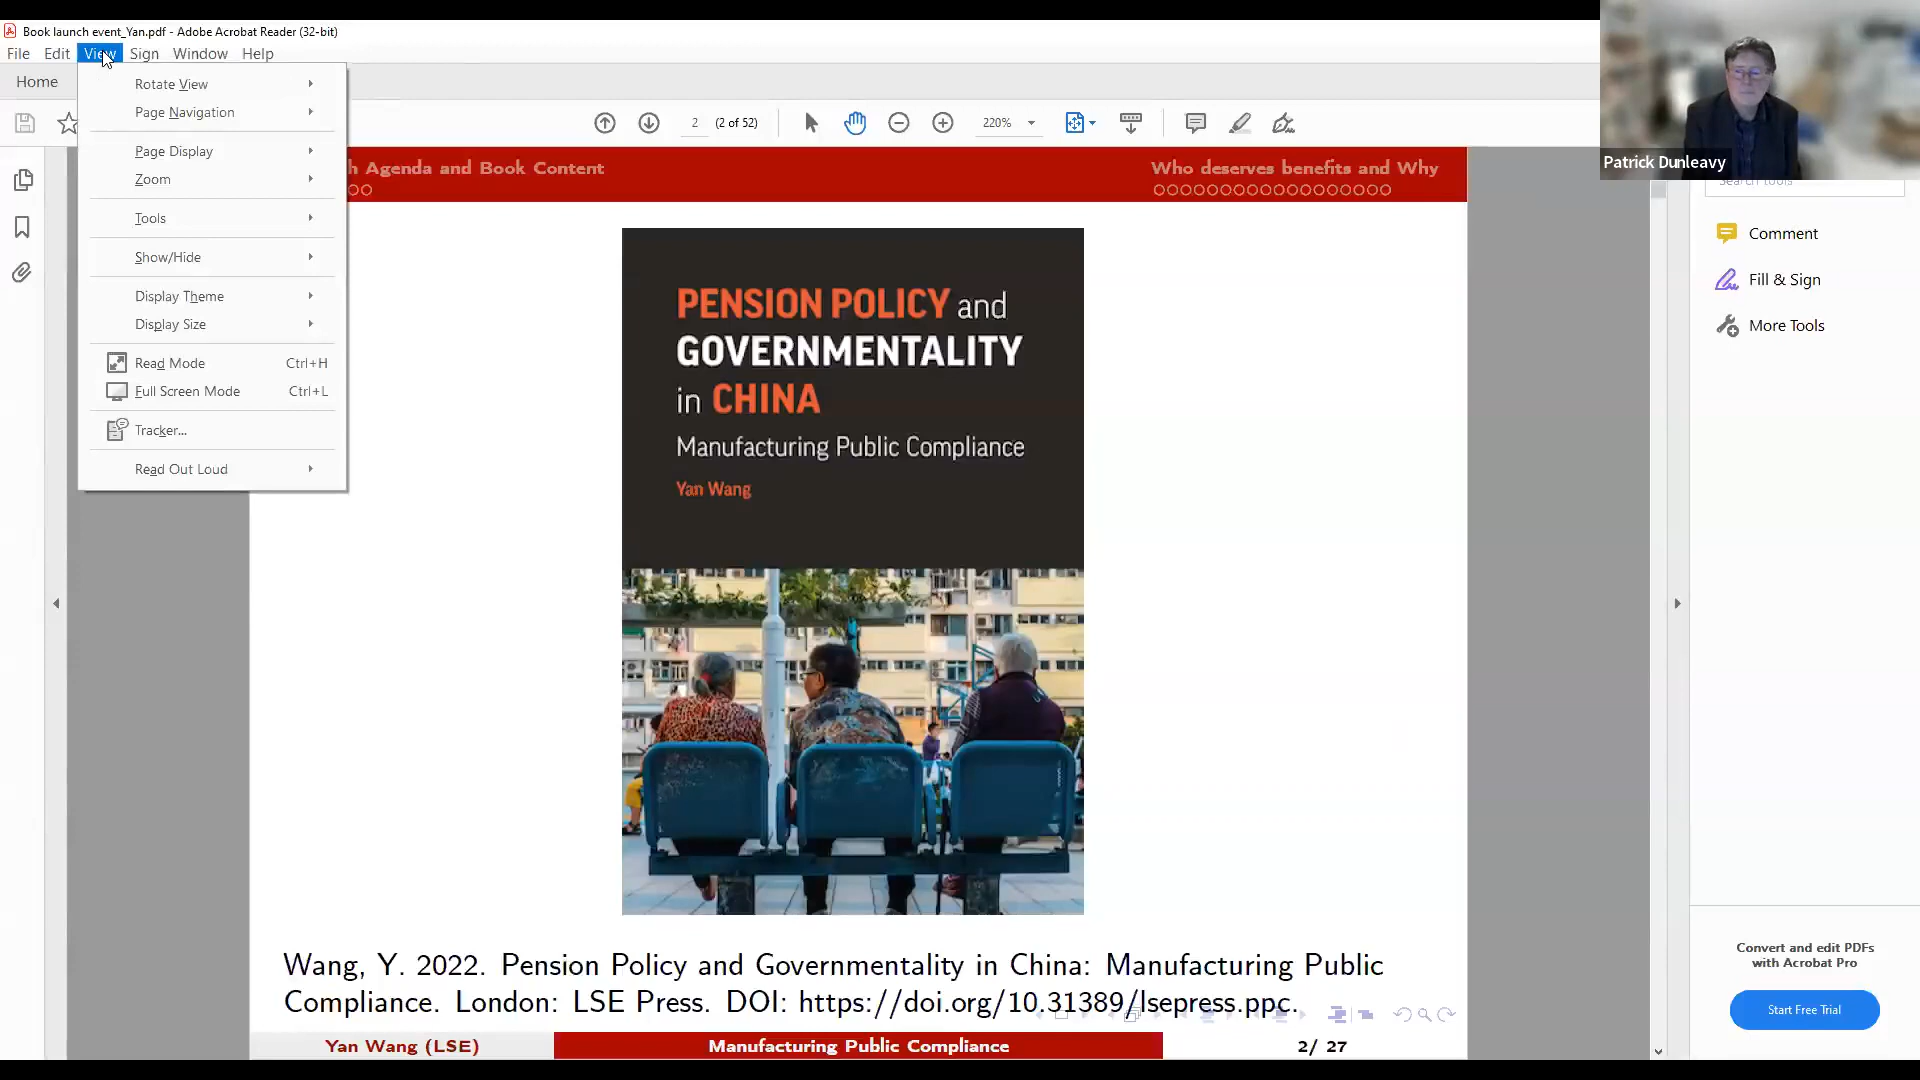 Book launch event_Yan.pdf - Adobe Acrobat Reader (32-bit)
File Edit View Sign Window Help
Home
Rotate View
Page Navigation
Page Display
Zoom
Tools
Show/Hide
Display Theme
Display Size
Read Mode Ctrl+H
Full Screen Mode Ctrl+L
Tracker...
Read Out Loud
2 (2 of 52) 220%
h Agenda and Book Content
Who deserves benefits and Why
PENSION POLICY and
GOVERNMENTALITY
in CHINA
Manufacturing Public Compliance
Yan Wang
Wang, Y. 2022. Pension Policy and Governmentality in China: Manufacturing Public
Compliance. London: LSE Press. DOI: https://doi.org/10.31389/lsepress.ppc.
Yan Wang (LSE) Manufacturing Public Compliance 2/ 27
Patrick Dunleavy
Search tools
Comment
Fill & Sign
More Tools
Convert and edit PDFs
with Acrobat Pro
Start Free Trial